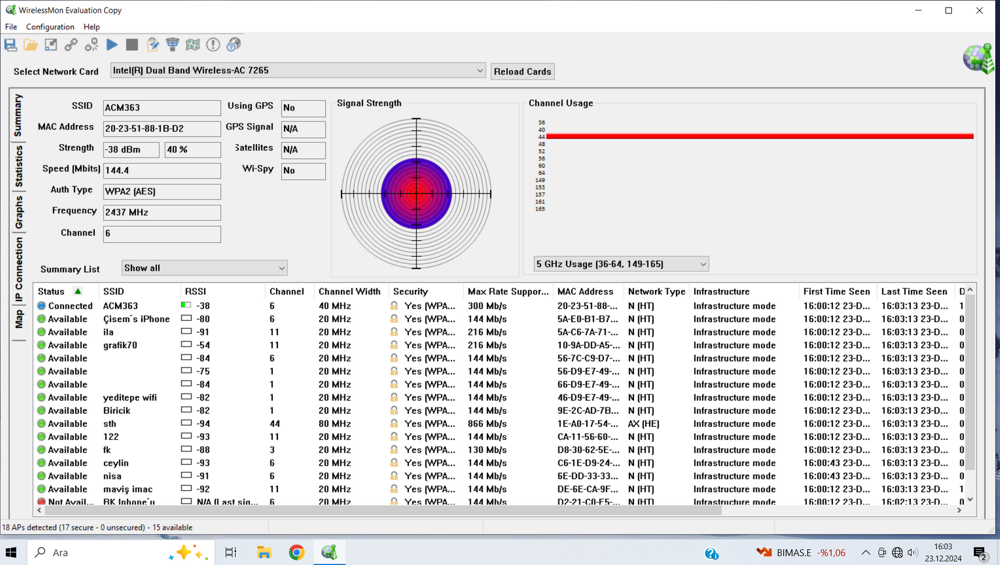 WirelessMon Evaluation Copy
File Configuration Help
Select Network Card Intel(R) Dual Band Wireless-AC 7265 Reload Cards
Summary
Statistics
Graphs
IP Connection
Map
SSID ACM363
MAC Address 20-23-51-88-1B-D2
Strength -38 dBm 40 %
Speed (Mbits) 144.4
Auth Type WPA2 (AES)
Frequency 2437 MHz
Channel 6
Using GPS No
GPS Signal N/A
Satellites N/A
Wi-Spy No
Signal Strength
Channel Usage
36
40
44
48
52
56
60
64
149
153
157
161
165
5 GHz Usage (36-64, 149-165)
Summary List Show all
Status SSID RSSI Channel Channel Width Security Max Rate Suppor... MAC Address Network Type Infrastructure First Time Seen Last Time Seen D
Connected ACM363 -38 6 40 MHz Yes (WPA... 300 Mb/s 20-23-51-88-... N (HT) Infrastructure mode 16:00:12 23-D... 16:03:13 23-D... 1
Available Çisem´s iPhone -80 6 20 MHz Yes (WPA... 144 Mb/s 5A-E0-B1-B7... N (HT) Infrastructure mode 16:00:12 23-D... 16:03:13 23-D... 0
Available ila -91 11 20 MHz Yes (WPA... 216 Mb/s 5A-C6-7A-71-... N (HT) Infrastructure mode 16:00:12 23-D... 16:03:13 23-D... 0
Available grafik70 -54 11 20 MHz Yes (WPA... 216 Mb/s 10-9A-DD-A5-... N (HT) Infrastructure mode 16:00:12 23-D... 16:03:13 23-D... 0
Available -84 6 20 MHz Yes (WPA... 144 Mb/s 56-7C-C9-D7-... N (HT) Infrastructure mode 16:00:12 23-D... 16:03:13 23-D... 0
Available -75 1 20 MHz Yes (WPA... 144 Mb/s 56-D9-E7-49-... N (HT) Infrastructure mode 16:00:12 23-D... 16:03:13 23-D... 0
Available -84 1 20 MHz Yes (WPA... 144 Mb/s 66-D9-E7-49-... N (HT) Infrastructure mode 16:00:12 23-D... 16:03:13 23-D... 0
Available yeditepe wifi -82 1 20 MHz Yes (WPA... 144 Mb/s 46-D9-E7-49-... N (HT) Infrastructure mode 16:00:12 23-D... 16:03:13 23-D... 0
Available Biricik -82 1 20 MHz Yes (WPA... 144 Mb/s 9E-2C-AD-7B... N (HT) Infrastructure mode 16:00:12 23-D... 16:03:13 23-D... 0
Available sth -94 44 80 MHz Yes (WPA... 866 Mb/s 1E-A0-17-54-... AX (HE) Infrastructure mode 16:00:12 23-D... 16:03:13 23-D... 0
Available 122 -93 11 20 MHz Yes (WPA... 144 Mb/s CA-11-56-60-... N (HT) Infrastructure mode 16:00:12 23-D... 16:03:13 23-D... 0
Available fk -88 3 20 MHz Yes (WPA... 130 Mb/s D8-30-62-5E-... N (HT) Infrastructure mode 16:00:12 23-D... 16:03:13 23-D... 0
Available ceylin -93 6 20 MHz Yes (WPA... 144 Mb/s C6-1E-D9-24-... N (HT) Infrastructure mode 16:00:43 23-D... 16:03:13 23-D... 0
Available nisa -91 6 20 MHz Yes (WPA... 144 Mb/s 6E-DD-33-33... N (HT) Infrastructure mode 16:00:43 23-D... 16:03:13 23-D... 0
Available maviş imac -92 11 20 MHz Yes (WPA... 144 Mb/s DE-6E-CA-9F... N (HT) Infrastructure mode 16:00:12 23-D... 16:03:13 23-D... 1
Not Avail... N/A (Last sig... 6 20 MHz Yes (WPA... 144 Mb/s D2-21-C0-F5-... N (HT) Infrastructure mode 16:00:12 23-D... 16:02:13 23-D... 0
18 APs detected (17 secure - 0 unsecured) - 15 available
Ara BIMAS.E -%1,06 16:03
23.12.2024
2